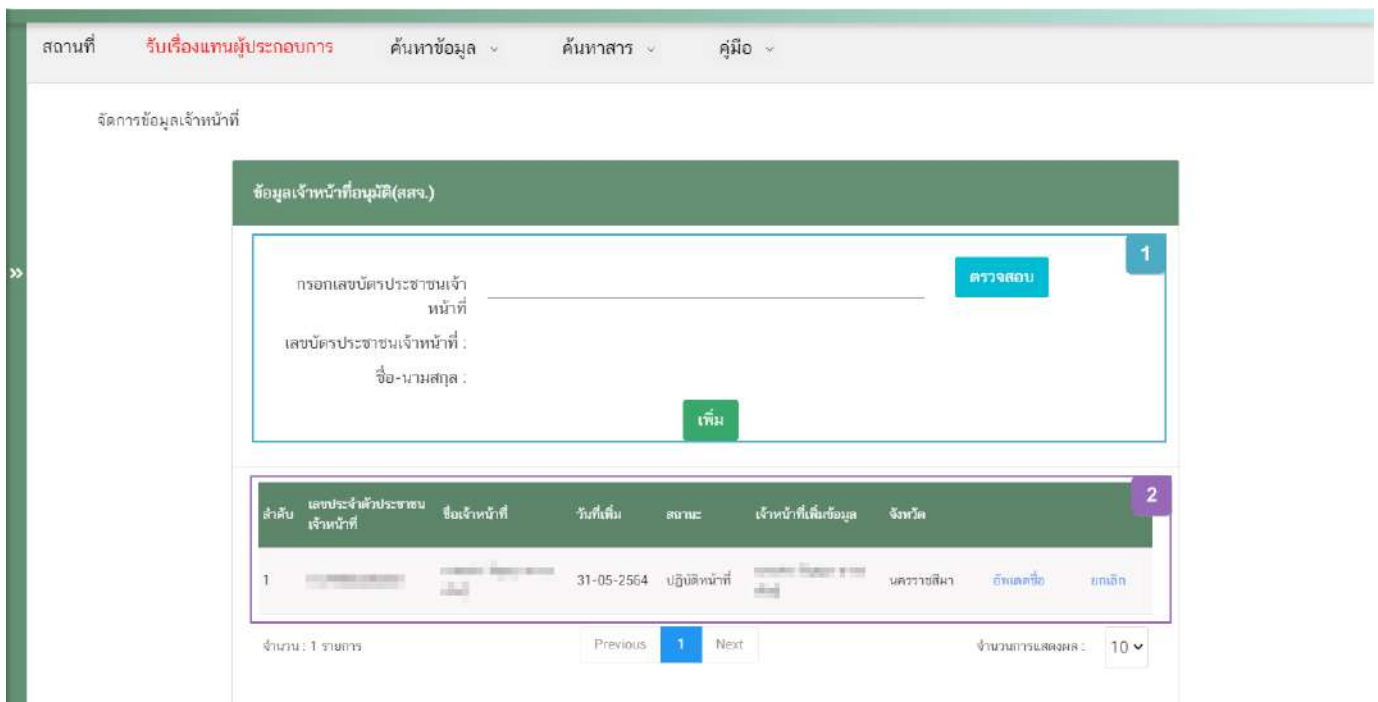 สถานที่ รับเรื่องแทนผู้ประกอบการ ค้นหาข้อมูล ค้นหาสาร คู่มือ
จัดการข้อมูลเจ้าหน้าที่
ข้อมูลเจ้าหน้าที่อนุมัติ(สสจ.)
1
กรอกเลขบัตรประชาชนเจ้า
หน้าที่
ตรวจสอบ
เลขบัตรประชาชนเจ้าหน้าที่ :
ชื่อ-นามสกุล :
เพิ่ม
2
ลำดับ เลขประจำตัวประชาชน
เจ้าหน้าที่ ชื่อเจ้าหน้าที่ วันที่เพิ่ม สถานะ เจ้าหน้าที่เพิ่มข้อมูล จังหวัด
1 31-05-2564 ปฏิบัติหน้าที่ นครราชสีมา อัพเดตชื่อ ยกเลิก
จำนวน : 1 รายการ Previous 1 Next จำนวนการแสดงผล : 10